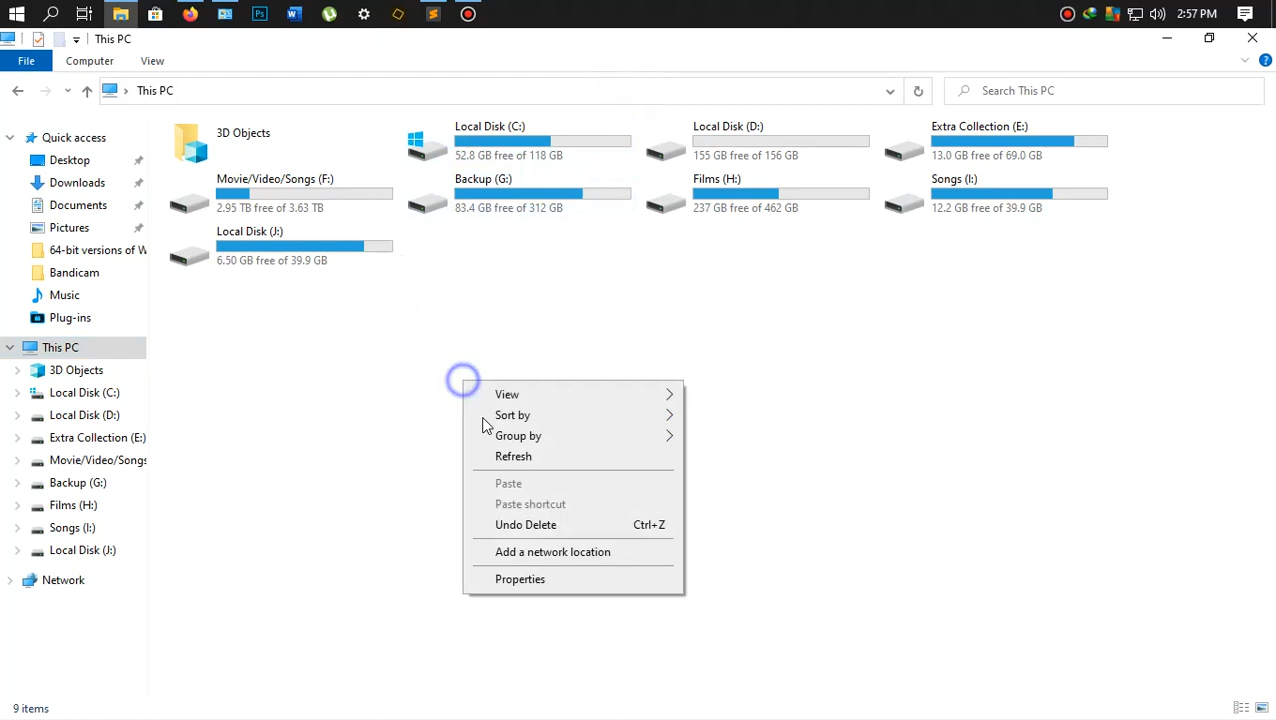 2:57 PM
This PC
File
Computer
View
This PC
Search This PC
Quick access
Desktop
Downloads
Documents
Pictures
64-bit versions of W
Bandicam
Music
Plug-ins
This PC
3D Objects
Local Disk (C:)
Local Disk (D:)
Extra Collection (E:)
Movie/Video/Songs
Backup (G:)
Films (H:)
Songs (I:)
Local Disk (J:)
Network
3D Objects
Local Disk (C:)
52.8 GB free of 118 GB
Local Disk (D:)
155 GB free of 156 GB
Extra Collection (E:)
13.0 GB free of 69.0 GB
Movie/Video/Songs (F:)
2.95 TB free of 3.63 TB
Backup (G:)
83.4 GB free of 312 GB
Films (H:)
237 GB free of 462 GB
Songs (I:)
12.2 GB free of 39.9 GB
Local Disk (J:)
6.50 GB free of 39.9 GB
View
Sort by
Group by
Refresh
Paste
Paste shortcut
Undo Delete Ctrl+Z
Add a network location
Properties
9 items